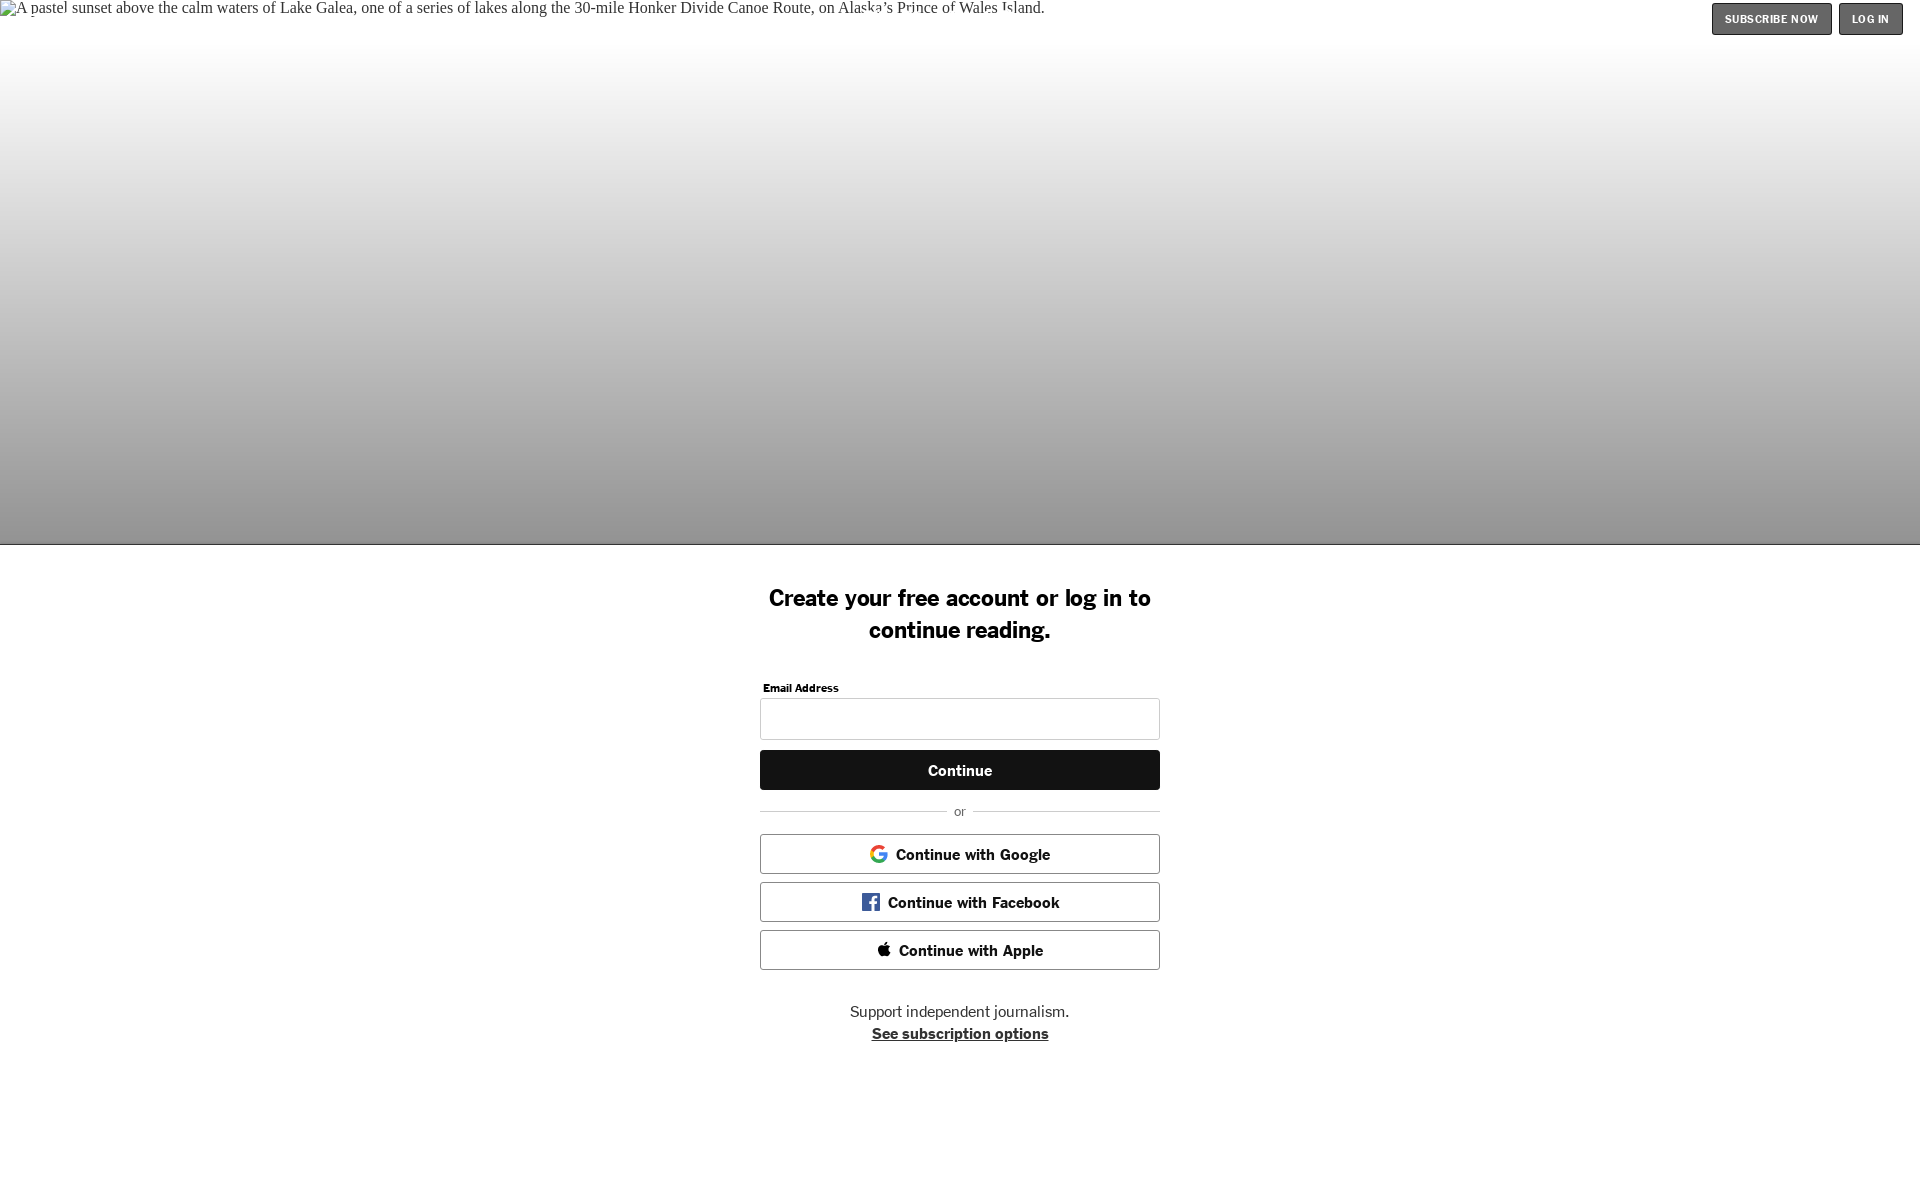 A pastel sunset above the calm waters of Lake Galea, one of a series of lakes along the 30-mile Honker Divide Canoe Route, on Alaska’s Prince of Wales Island.
SUBSCRIBE NOW
LOG IN
Create your free account or log in to
continue reading.
Email Address
Continue
or
Continue with Google
Continue with Facebook
Continue with Apple
Support independent journalism.
See subscription options